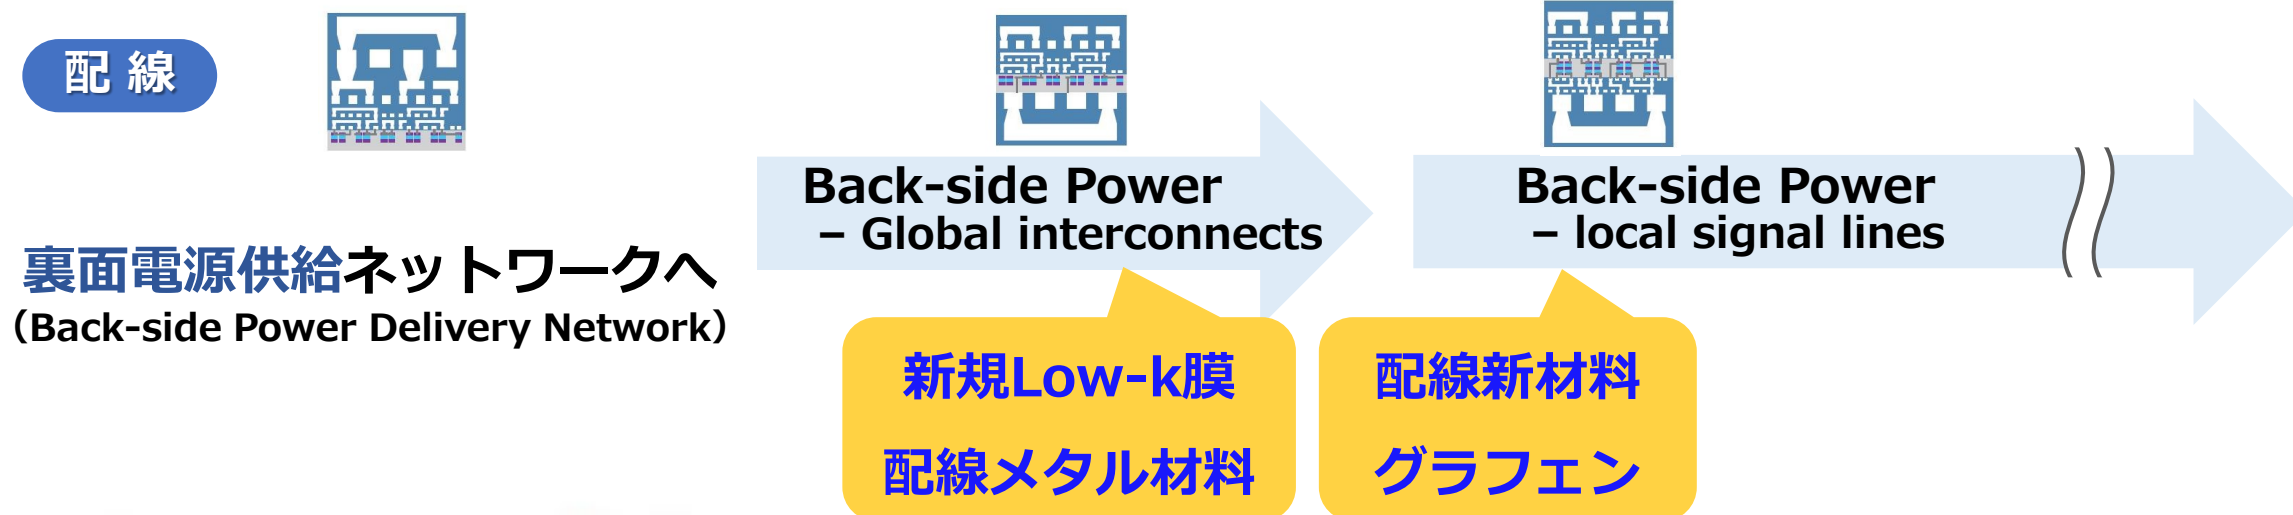 配 線
裏面電源供給ネットワークへ
（Back-side Power Delivery Network）
Back-side Power
– Global interconnects
Back-side Power
– local signal lines
新規Low-k膜
配線メタル材料
配線新材料
グラフェン